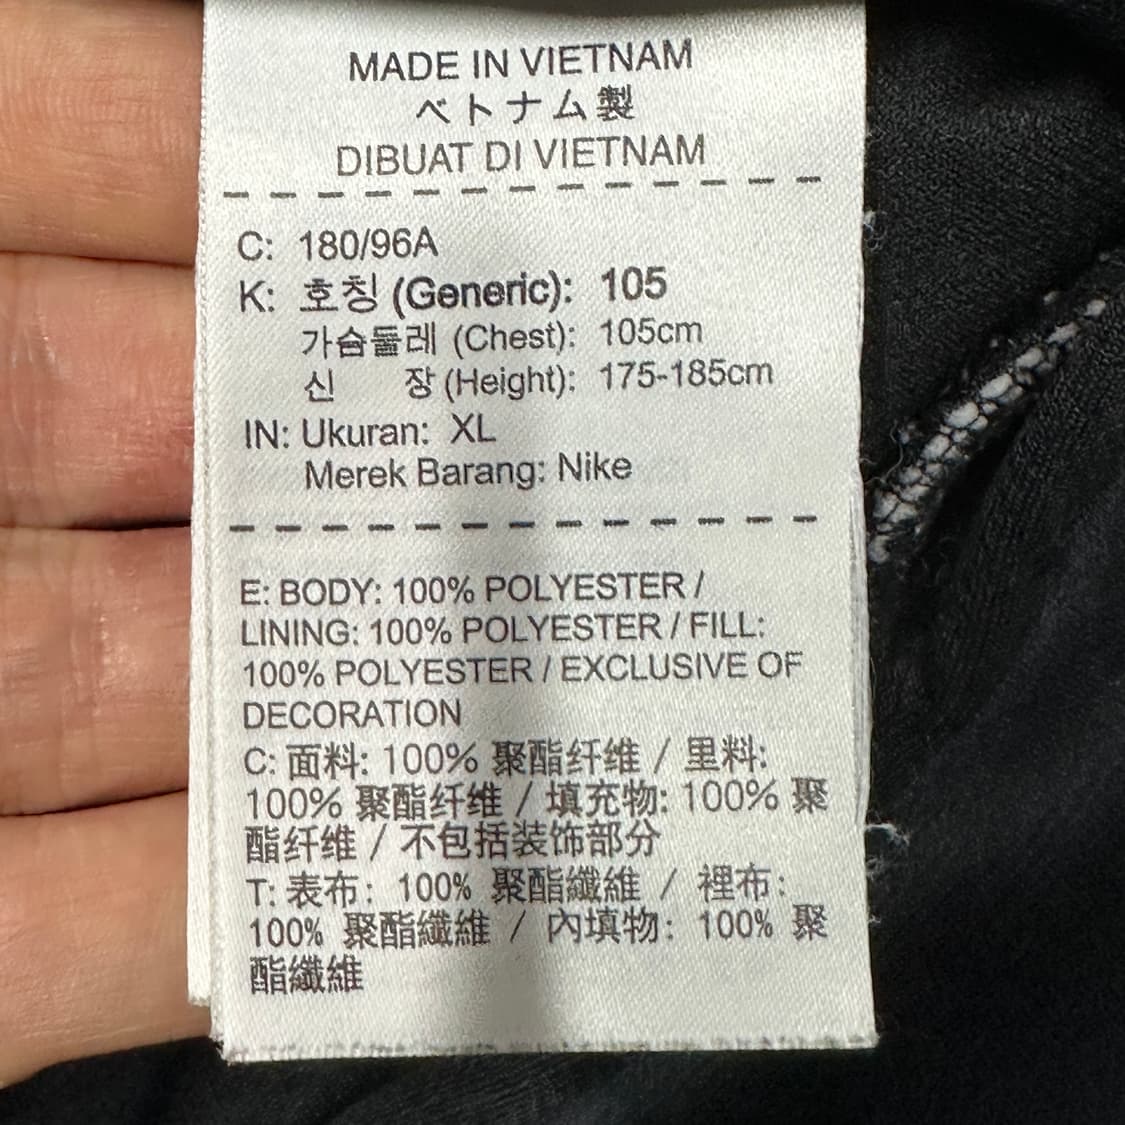 MADE IN VIETNAM
ベトナム製
DIBUAT DI VIETNAM
C: 180/96A
K: 호칭 (Generic): 105
가슴둘레 (Chest): 105cm
신 장 (Height): 175-185cm
IN: Ukuran: XL
Merek Barang: Nike
E: BODY: 100% POLYESTER /
LINING: 100% POLYESTER / FILL:
100% POLYESTER / EXCLUSIVE OF
DECORATION
C: 面料: 100% 聚酯纤维 / 里料:
100% 聚酯纤维 / 填充物: 100% 聚
酯纤维 / 不包括装饰部分
T: 表布: 100% 聚酯纖維 / 裡布:
100% 聚酯纖維 / 內填物: 100% 聚
酯纖維